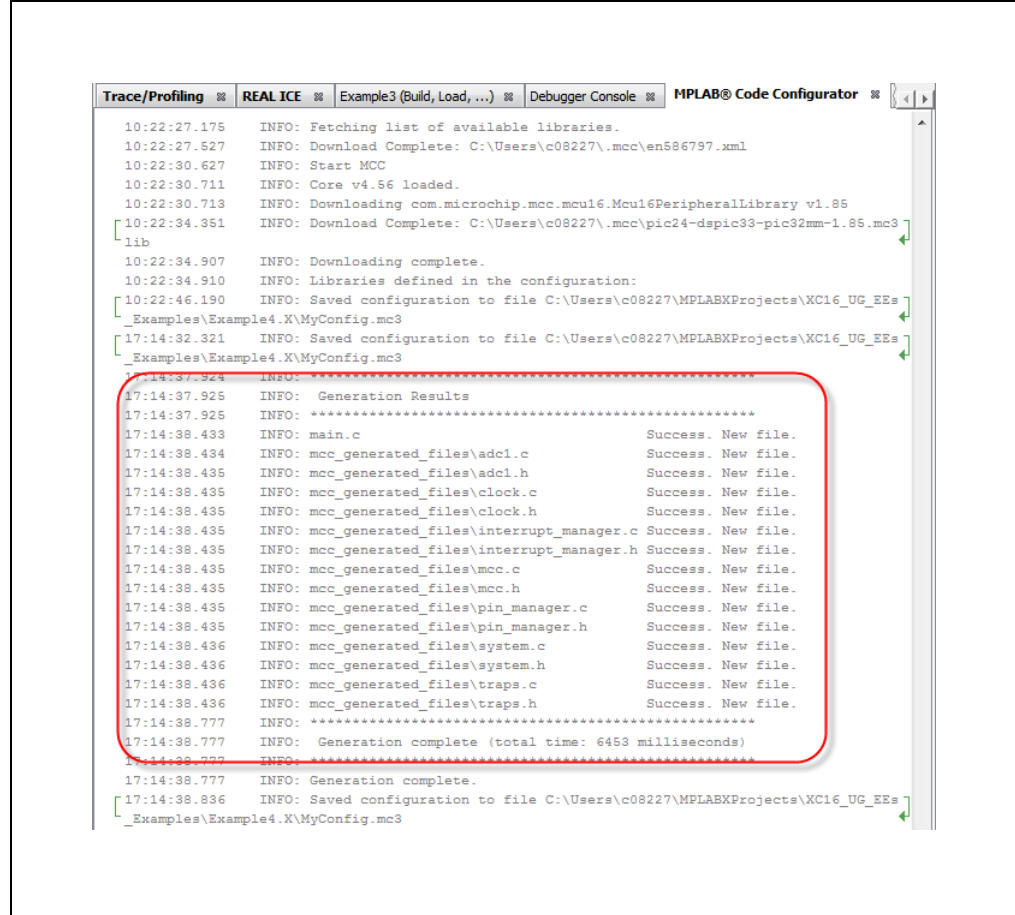 Trace/Profiling REAL ICE Example3 (Build, Load, ...) Debugger Console MPLAB® Code Configurator
10:22:27.175 INFO: Fetching list of available libraries.
10:22:27.527 INFO: Download Complete: C:\Users\c08227\.mcc\en586797.xml
10:22:30.627 INFO: Start MCC
10:22:30.711 INFO: Core v4.56 loaded.
10:22:30.713 INFO: Downloading com.microchip.mcc.mcu16.Mcu16PeripheralLibrary v1.85
10:22:34.351 INFO: Download Complete: C:\Users\c08227\.mcc\pic24-dspic33-pic32mm-1.85.mc3
lib
10:22:34.907 INFO: Downloading complete.
10:22:34.910 INFO: Libraries defined in the configuration:
10:22:46.190 INFO: Saved configuration to file C:\Users\c08227\MPLABXProjects\XC16_UG_EEs
_Examples\Example4.X\MyConfig.mc3
17:14:32.321 INFO: Saved configuration to file C:\Users\c08227\MPLABXProjects\XC16_UG_EEs
_Examples\Example4.X\MyConfig.mc3
17:14:37.924 INFO: *****************************************************
17:14:37.925 INFO: Generation Results
17:14:37.925 INFO: *****************************************************
17:14:38.433 INFO: main.c Success. New file.
17:14:38.434 INFO: mcc_generated_files\adc1.c Success. New file.
17:14:38.435 INFO: mcc_generated_files\adc1.h Success. New file.
17:14:38.435 INFO: mcc_generated_files\clock.c Success. New file.
17:14:38.435 INFO: mcc_generated_files\clock.h Success. New file.
17:14:38.435 INFO: mcc_generated_files\interrupt_manager.c Success. New file.
17:14:38.435 INFO: mcc_generated_files\interrupt_manager.h Success. New file.
17:14:38.435 INFO: mcc_generated_files\mcc.c Success. New file.
17:14:38.435 INFO: mcc_generated_files\mcc.h Success. New file.
17:14:38.435 INFO: mcc_generated_files\pin_manager.c Success. New file.
17:14:38.435 INFO: mcc_generated_files\pin_manager.h Success. New file.
17:14:38.436 INFO: mcc_generated_files\system.c Success. New file.
17:14:38.436 INFO: mcc_generated_files\system.h Success. New file.
17:14:38.436 INFO: mcc_generated_files\traps.c Success. New file.
17:14:38.436 INFO: mcc_generated_files\traps.h Success. New file.
17:14:38.777 INFO: *****************************************************
17:14:38.777 INFO: Generation complete (total time: 6453 milliseconds)
17:14:38.777 INFO: *****************************************************
17:14:38.777 INFO: Generation complete.
17:14:38.836 INFO: Saved configuration to file C:\Users\c08227\MPLABXProjects\XC16_UG_EEs
_Examples\Example4.X\MyConfig.mc3